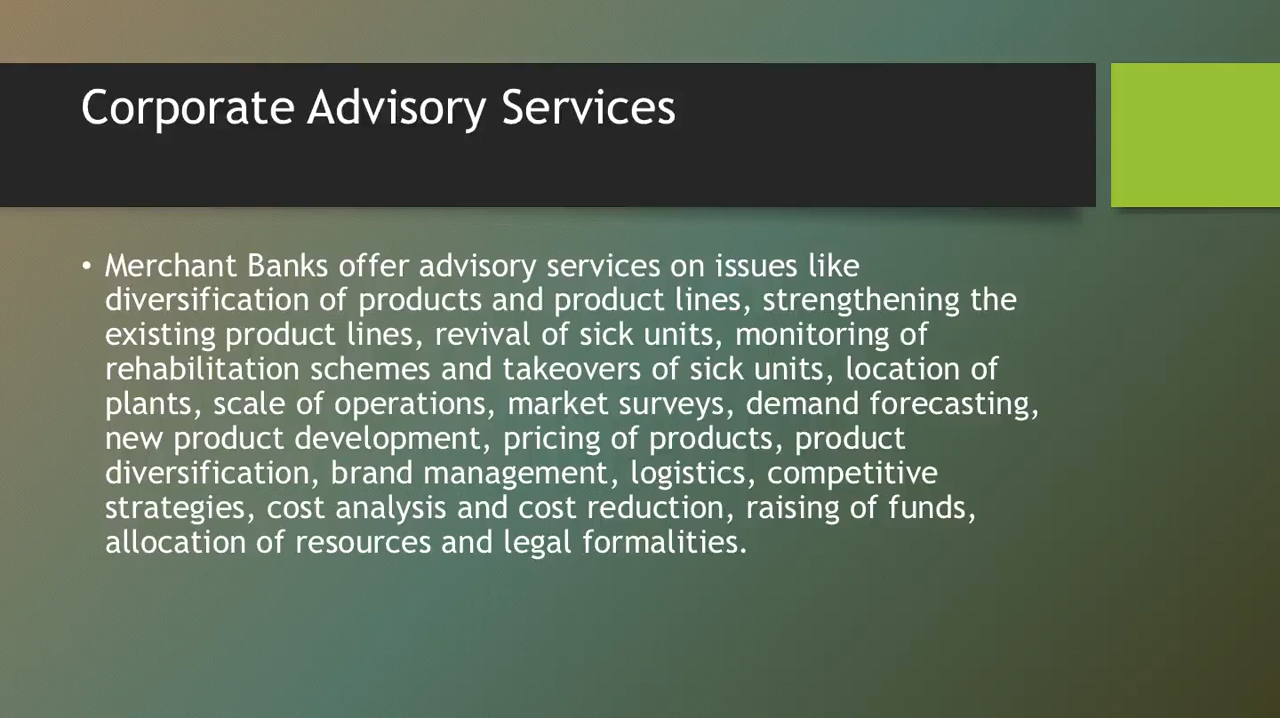 Corporate Advisory Services
• Merchant Banks offer advisory services on issues like
diversification of products and product lines, strengthening the
existing product lines, revival of sick units, monitoring of
rehabilitation schemes and takeovers of sick units, location of
plants, scale of operations, market surveys, demand forecasting,
new product development, pricing of products, product
diversification, brand management, logistics, competitive
strategies, cost analysis and cost reduction, raising of funds,
allocation of resources and legal formalities.